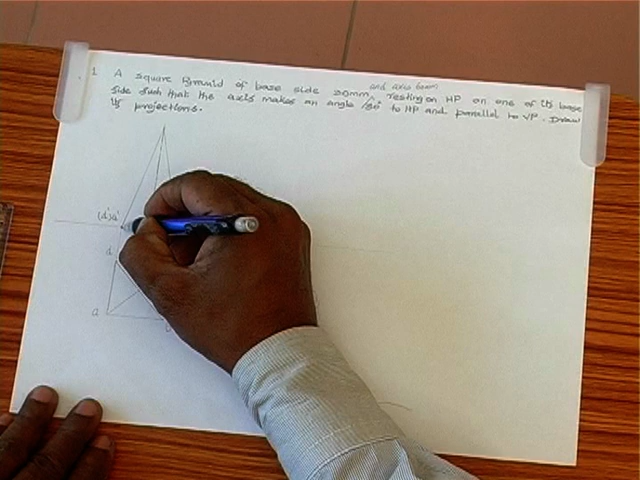 1 A square Pyramid of base side 30mm and axis 60mm resting on HP on one of its base
side such that the axis makes an angle 30° to HP and parallel to VP. Draw
its projections.
(d')a'
d
a